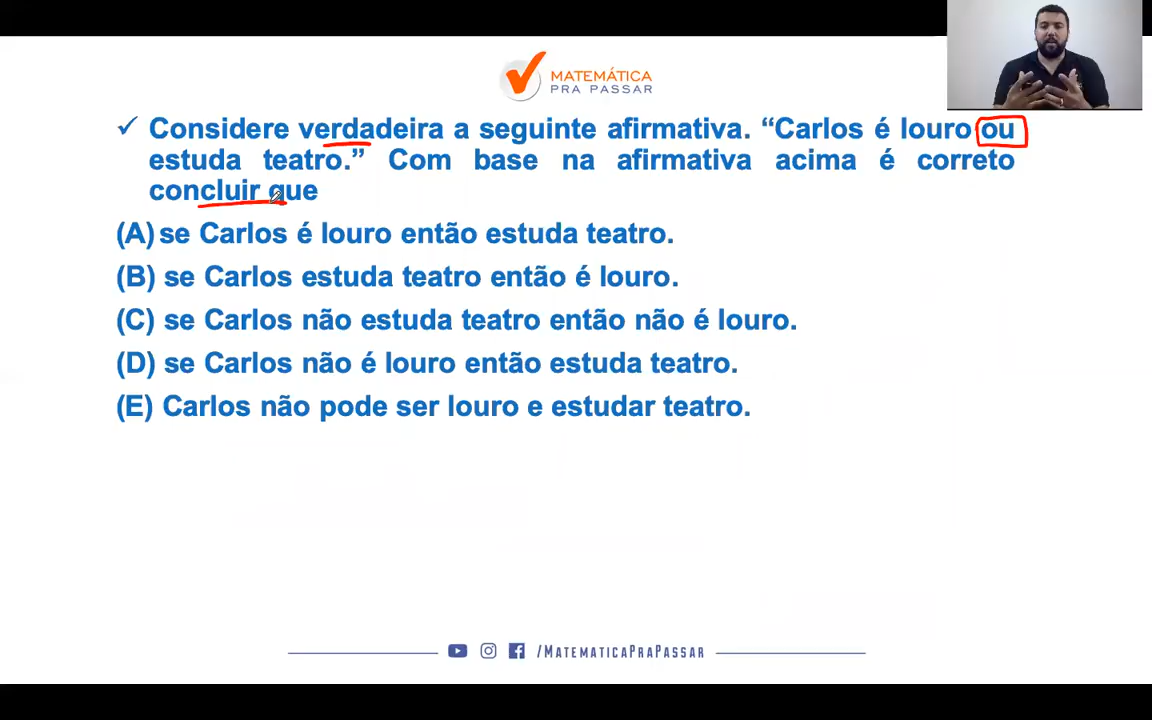 MATEMÁTICA
PRA PASSAR
✓ Considere verdadeira a seguinte afirmativa. “Carlos é louro ou
estuda teatro.” Com base na afirmativa acima é correto
concluir que
(A) se Carlos é louro então estuda teatro.
(B) se Carlos estuda teatro então é louro.
(C) se Carlos não estuda teatro então não é louro.
(D) se Carlos não é louro então estuda teatro.
(E) Carlos não pode ser louro e estudar teatro.
/MATEMATICAPRAPASSAR